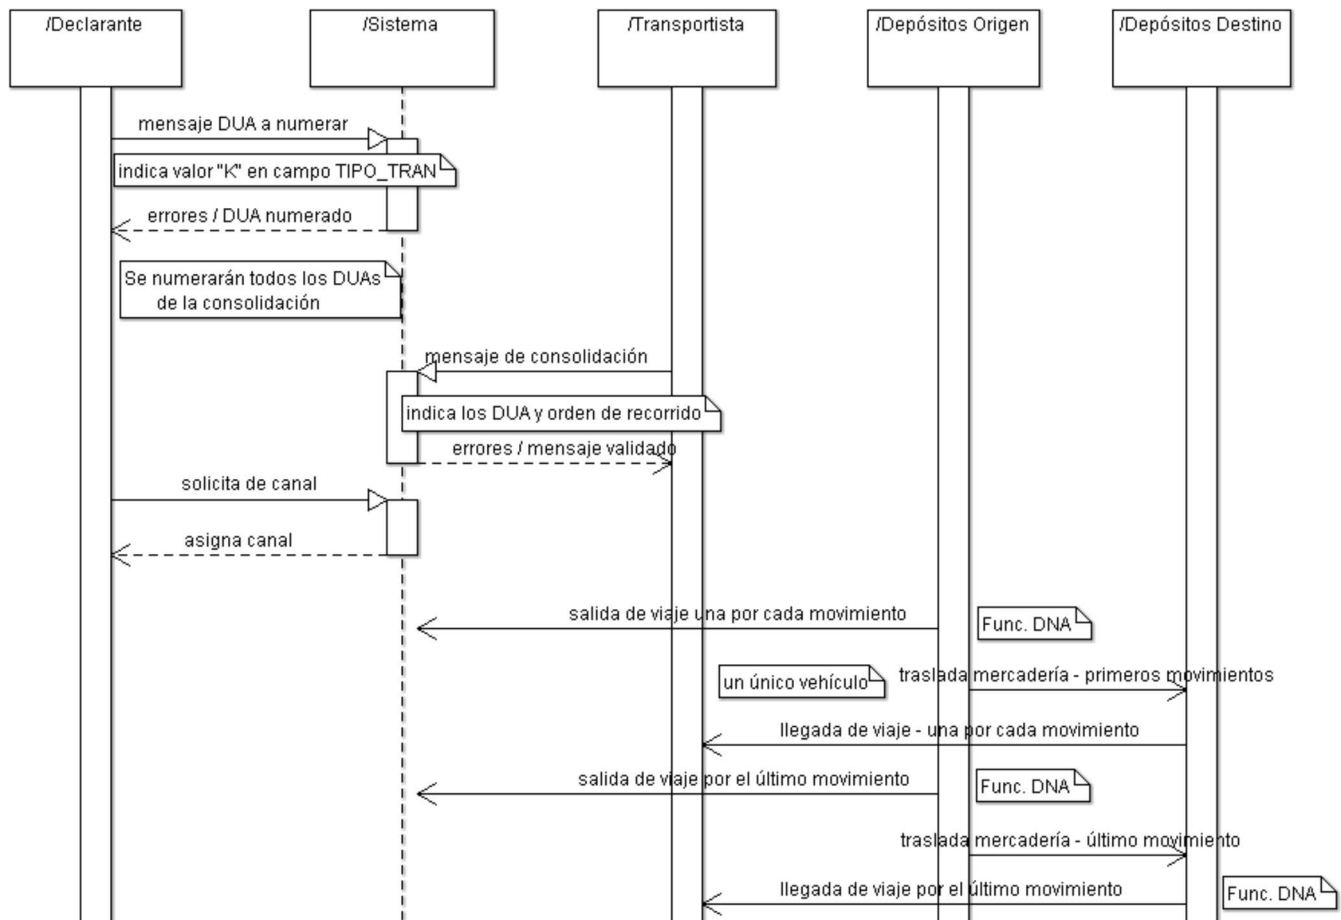 /Declarante
/Sistema
/Transportista
/Depósitos Origen
/Depósitos Destino
mensaje DUA a numerar
indica valor "K" en campo TIPO_TRAN
errores / DUA numerado
Se numerarán todos los DUAs
de la consolidación
mensaje de consolidación
indica los DUA y orden de recorrido
errores / mensaje validado
solicita de canal
asigna canal
salida de viaje una por cada movimiento
Func. DNA
un único vehículo
traslada mercadería - primeros movimientos
llegada de viaje - una por cada movimiento
salida de viaje por el último movimiento
Func. DNA
traslada mercadería - último movimiento
llegada de viaje por el último movimiento
Func. DNA